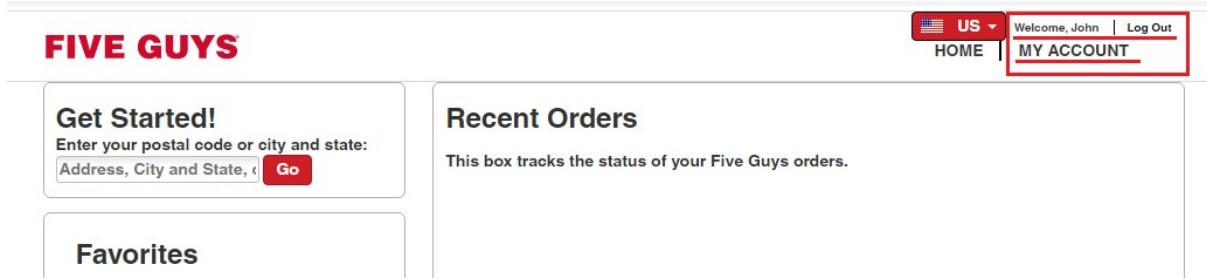 FIVE GUYS
US
Welcome, John | Log Out
HOME | MY ACCOUNT
Get Started!
Enter your postal code or city and state:
Address, City and State, c
Go
Favorites
Recent Orders
This box tracks the status of your Five Guys orders.